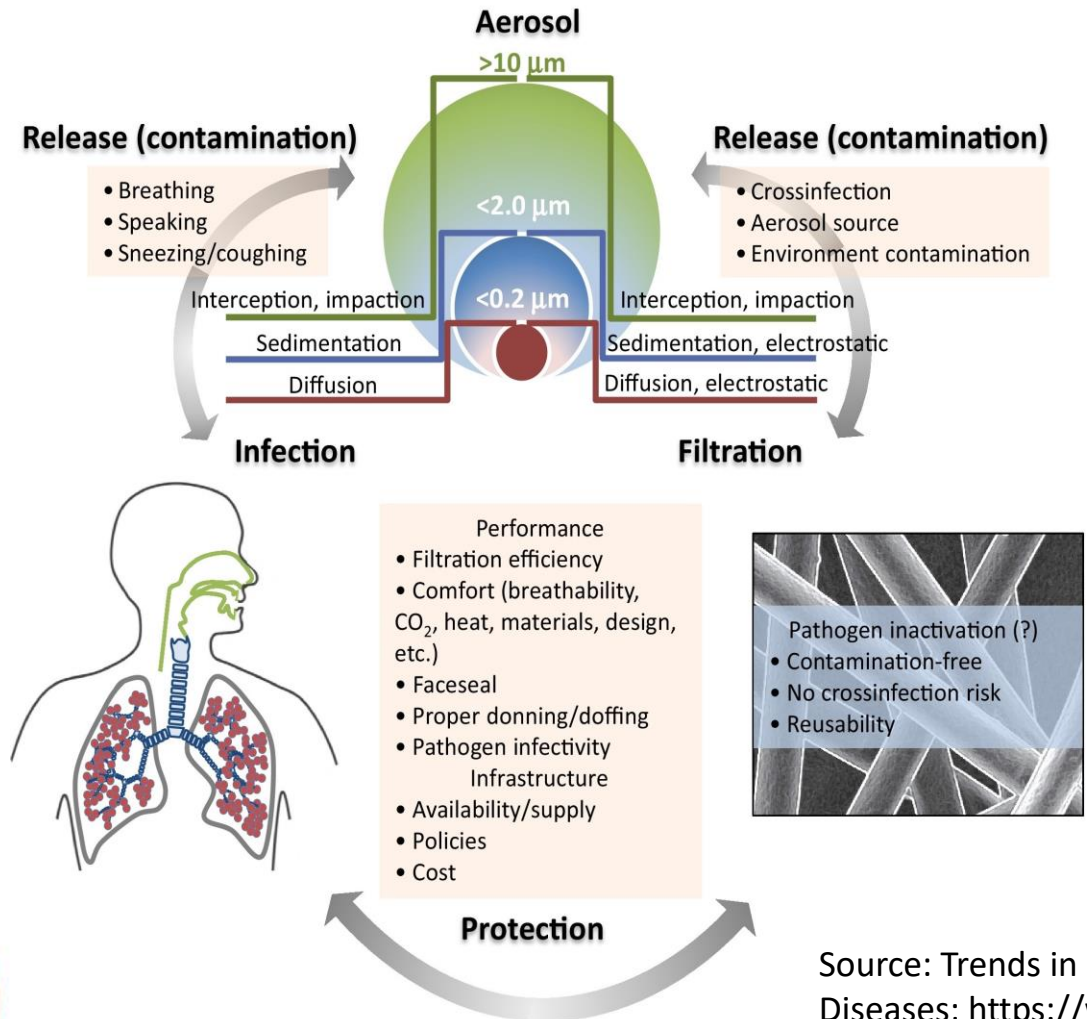 Aerosol
>10 μm
Release (contamination)
• Breathing
• Speaking
• Sneezing/coughing
Release (contamination)
• Crossinfection
• Aerosol source
• Environment contamination
<2.0 μm
<0.2 μm
Interception, impaction
Sedimentation
Diffusion
Interception, impaction
Sedimentation, electrostatic
Diffusion, electrostatic
Infection
Filtration
Performance
• Filtration efficiency
• Comfort (breathability,
CO₂, heat, materials, design,
etc.)
• Faceseal
• Proper donning/doffing
• Pathogen infectivity
Infrastructure
• Availability/supply
• Policies
• Cost
Pathogen inactivation (?)
• Contamination-free
• No crossinfection risk
• Reusability
Protection
Source: Trends in
Diseases: https://